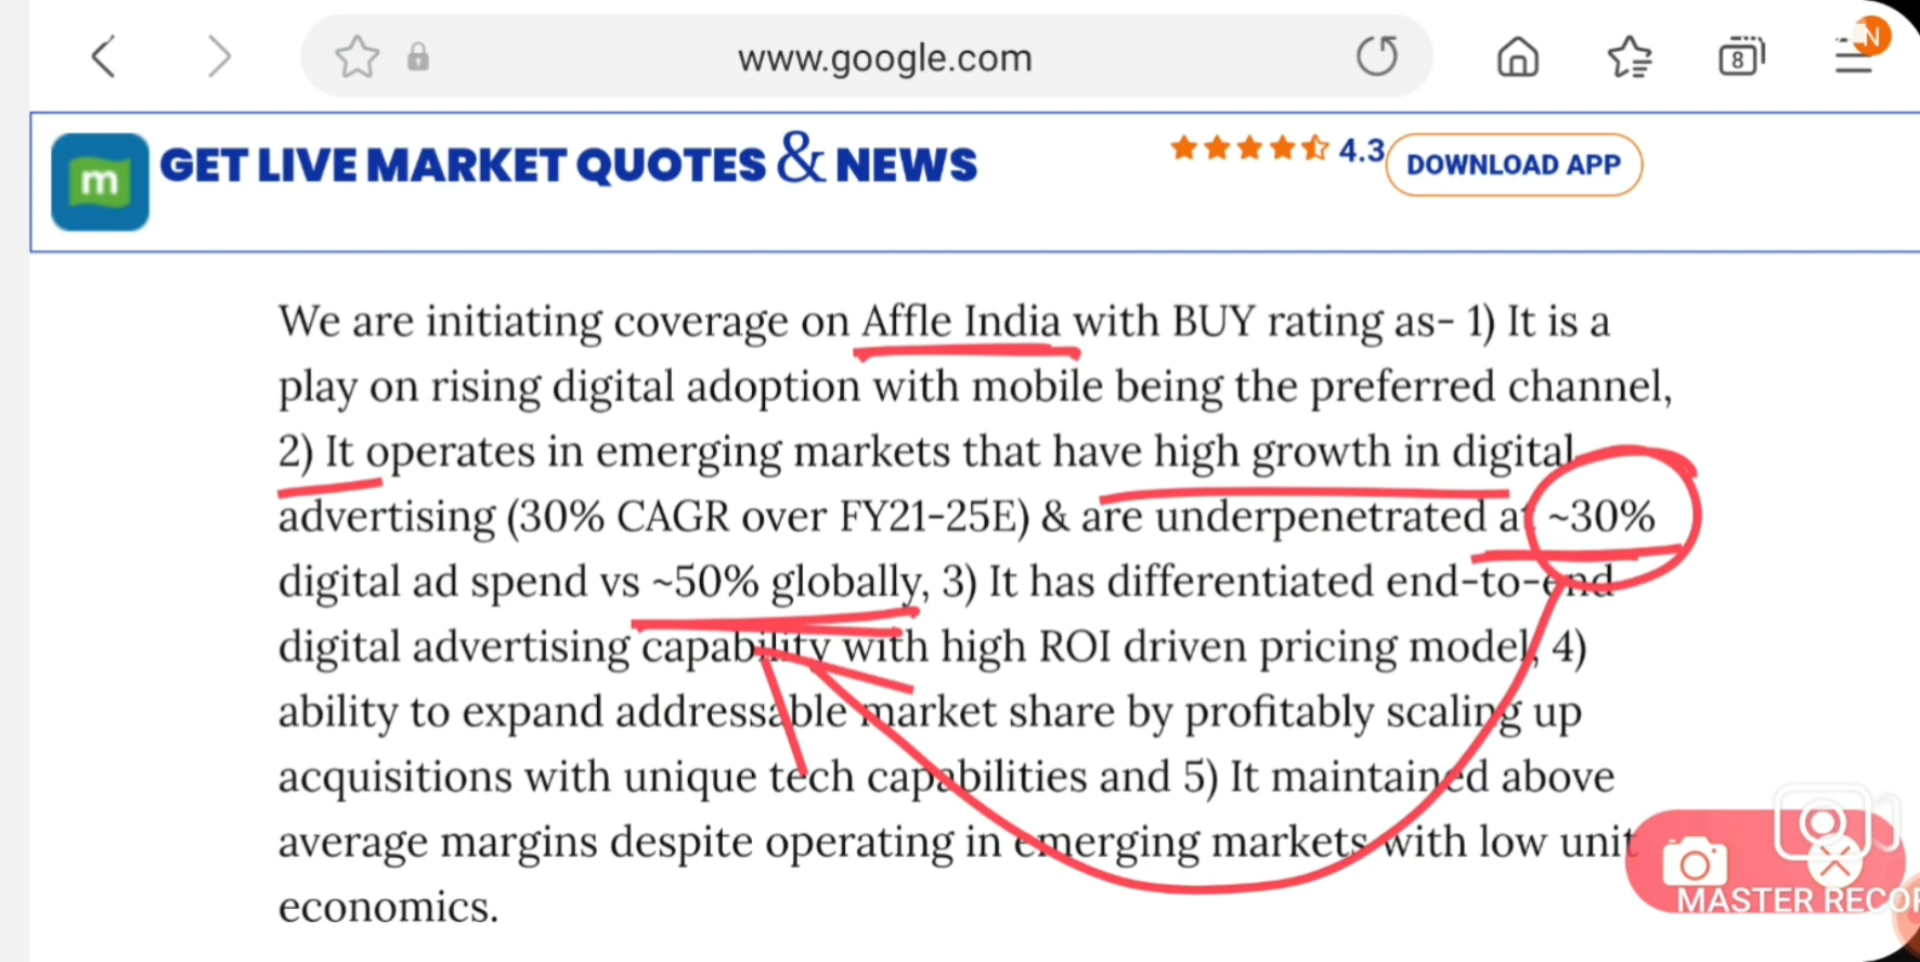 www.google.com
8
N
m
GET LIVE MARKET QUOTES & NEWS
4.3
DOWNLOAD APP
We are initiating coverage on Affle India with BUY rating as- 1) It is a
play on rising digital adoption with mobile being the preferred channel,
2) It operates in emerging markets that have high growth in digital
advertising (30% CAGR over FY21-25E) & are underpenetrated at ~30%
digital ad spend vs ~50% globally, 3) It has differentiated end-to-end
digital advertising capability with high ROI driven pricing model, 4)
ability to expand addressable market share by profitably scaling up
acquisitions with unique tech capabilities and 5) It maintained above
average margins despite operating in emerging markets with low unit
economics.
MASTER RECOR